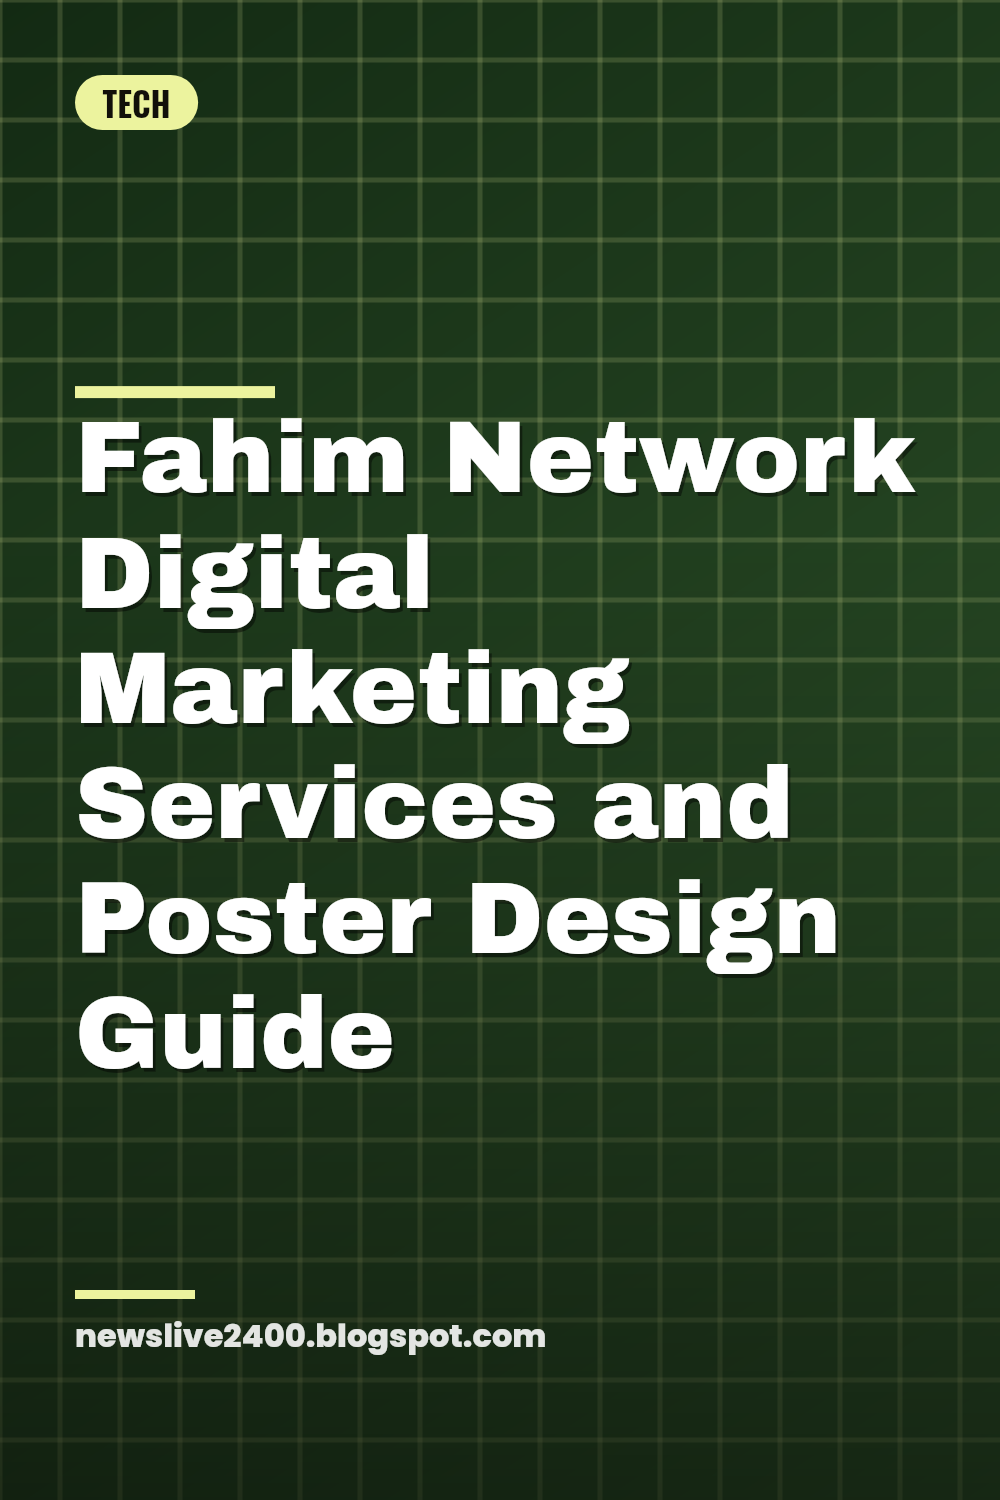 TECH
Fahim Network
Digital
Marketing
Services and
Poster Design
Guide
newslive2400.blogspot.com